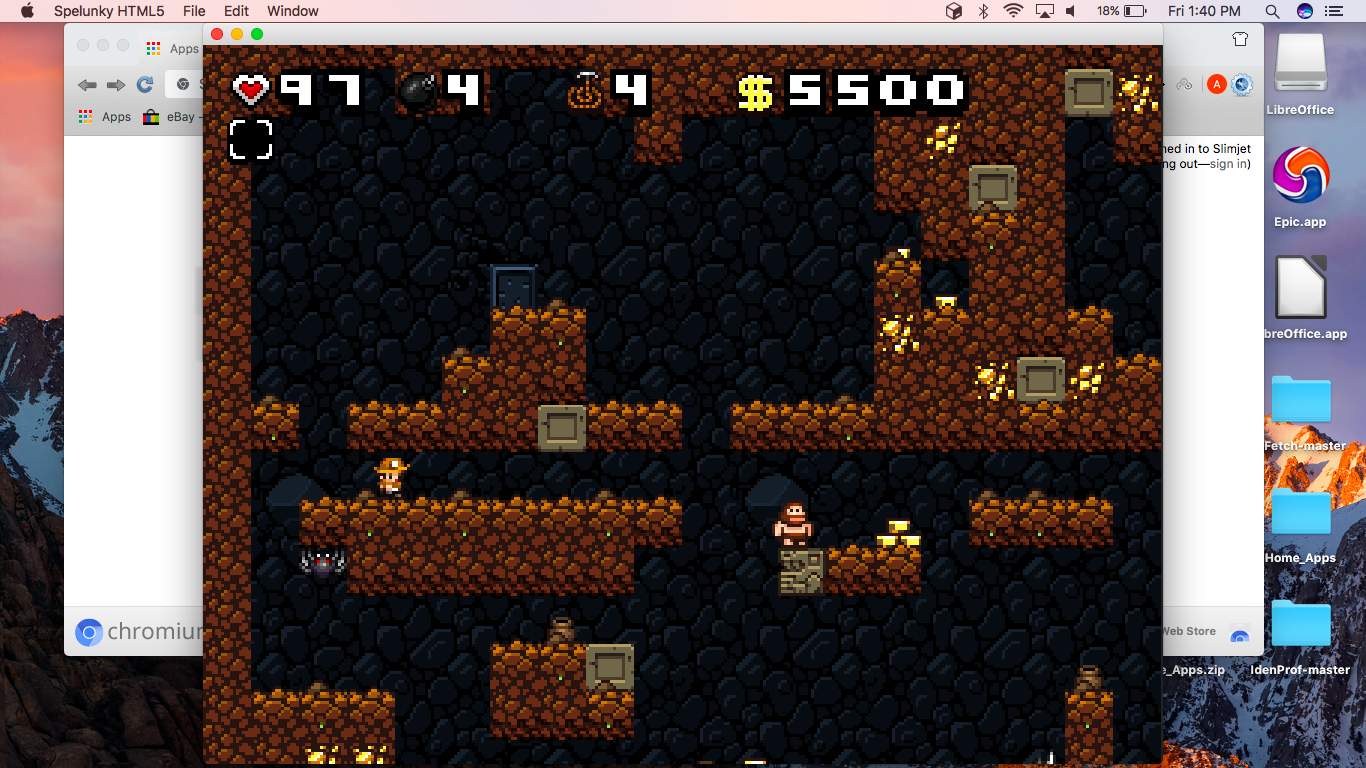 Spelunky HTML5 File Edit Window 18% Fri 1:40 PM
Apps
97 4 4 $5500
A
Apps eBay
LibreOffice
ned in to Slimjet
ng out—sign in)
Epic.app
breOffice.app
Fetch-master
Home_Apps
chromium
Web Store
e_Apps.zip IdenProf-master